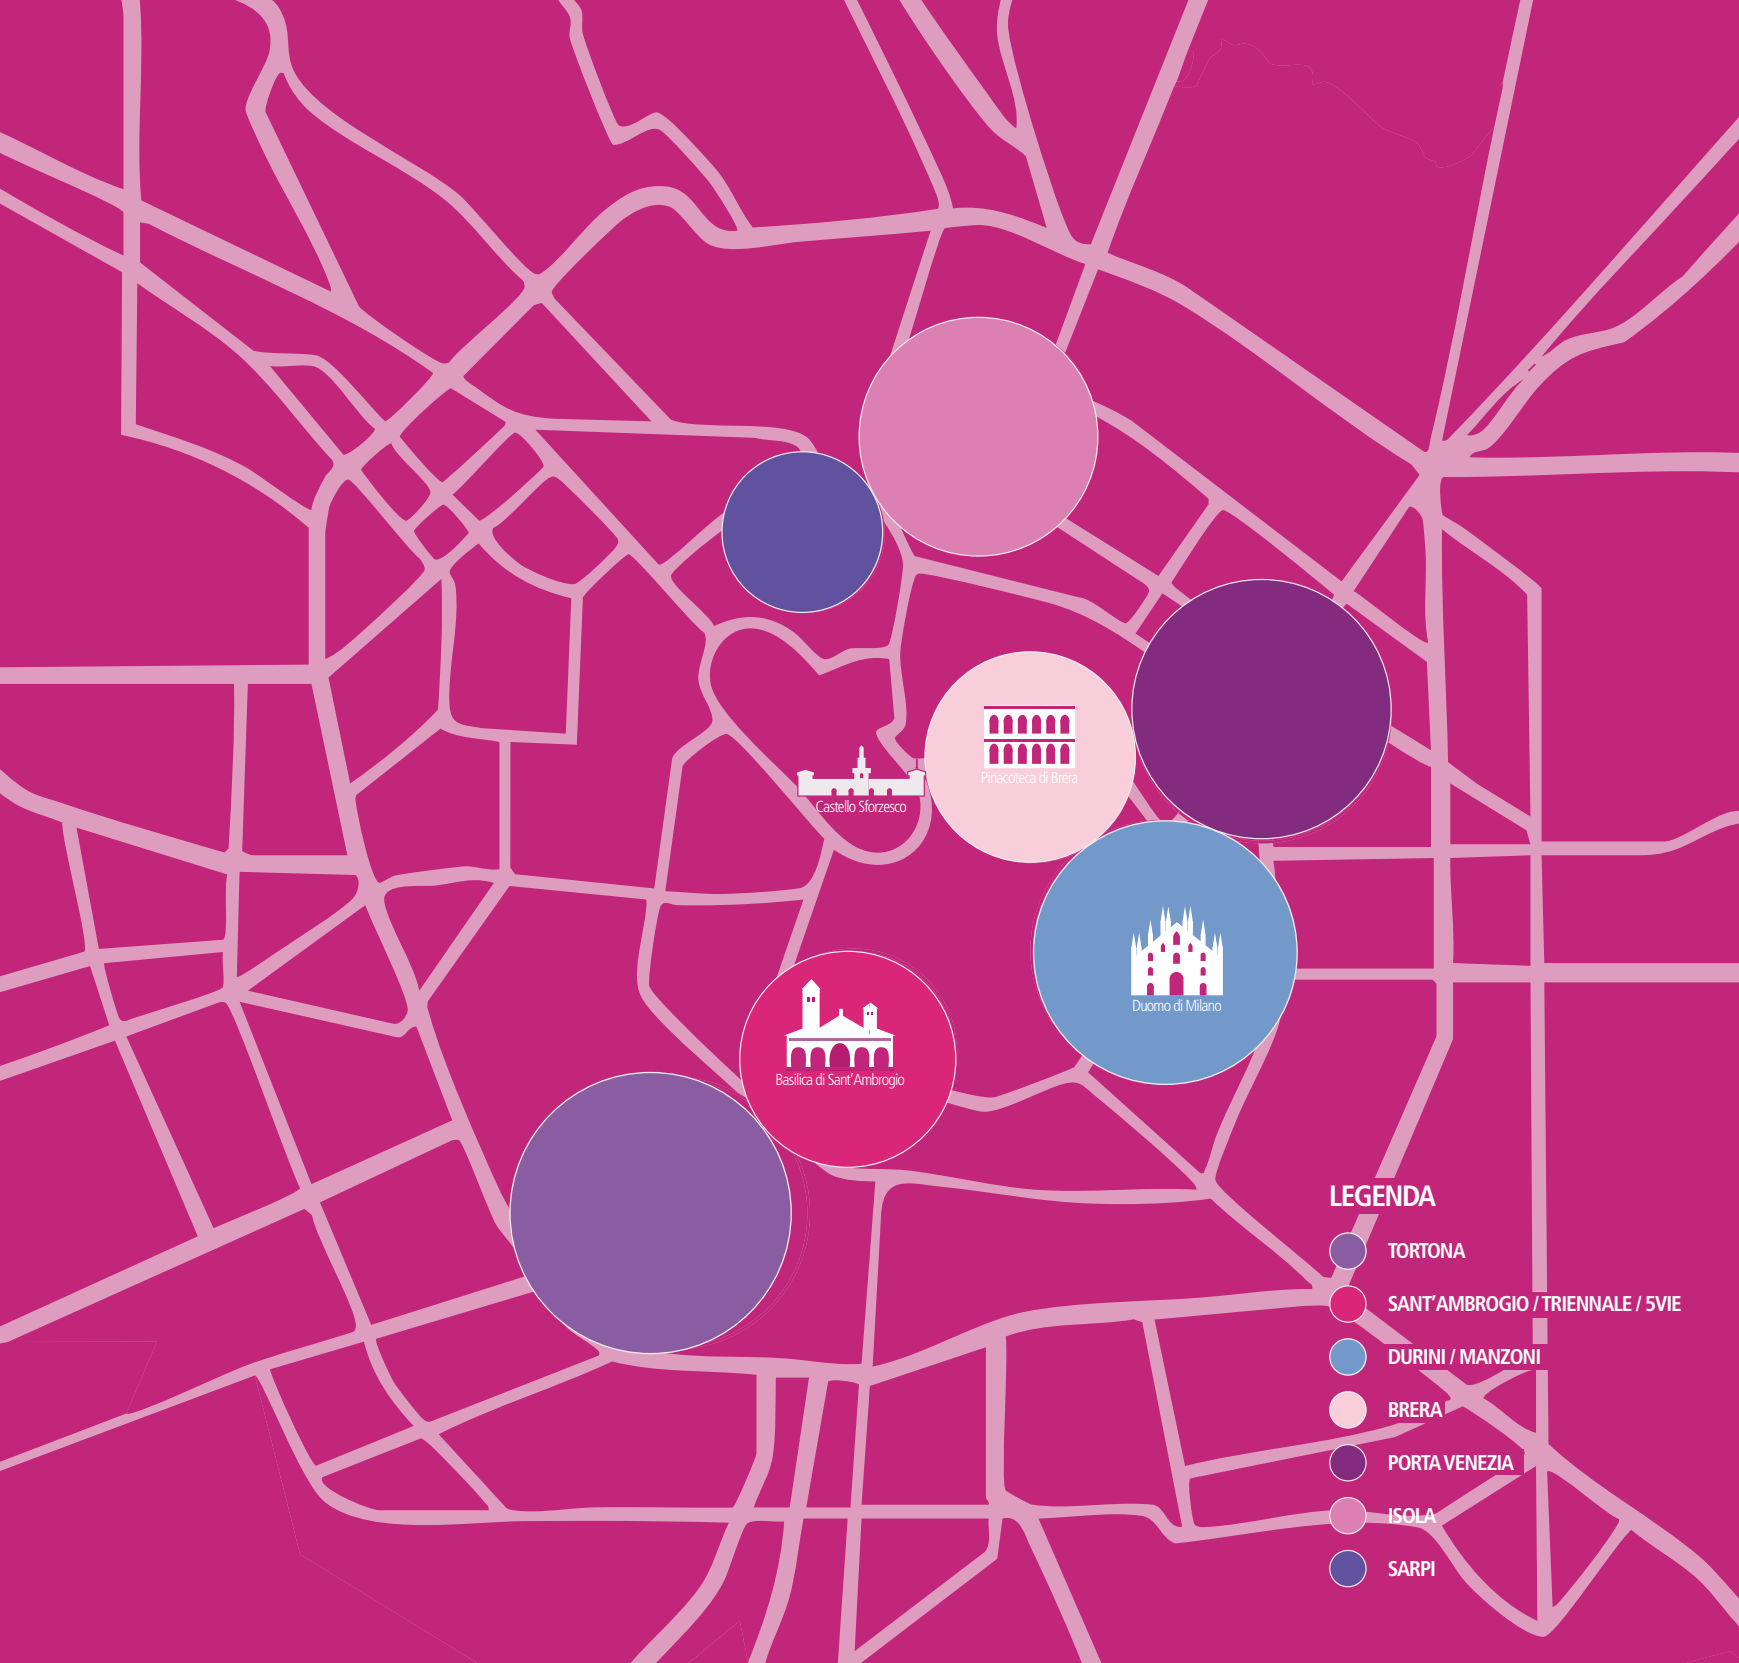 Pinacoteca di Brera
Castello Sforzesco
Duomo di Milano
Basilica di Sant'Ambrogio
LEGENDA
TORTONA
SANT'AMBROGIO / TRIENNALE / 5VIE
DURINI / MANZONI
BRERA
PORTA VENEZIA
ISOLA
SARPI